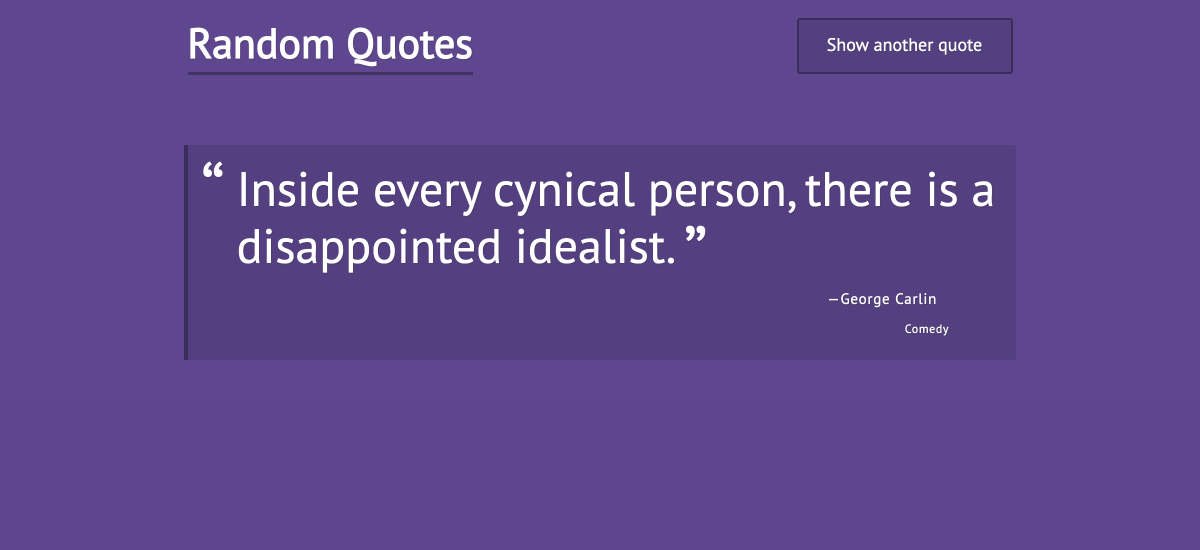 Random Quotes
Show another quote
“ Inside every cynical person, there is a
disappointed idealist. ”
—George Carlin
Comedy